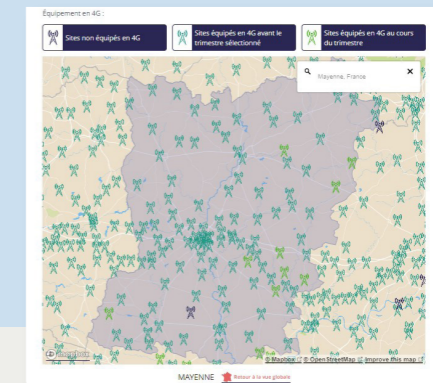 Équipement en 4G :
Sites non équipés en 4G
Sites équipés en 4G avant le
trimestre sélectionné
Sites équipés en 4G au cours
du trimestre
Mayenne, France
mapbox
© Mapbox © OpenStreetMap Improve this map
MAYENNE Retour à la vue globale